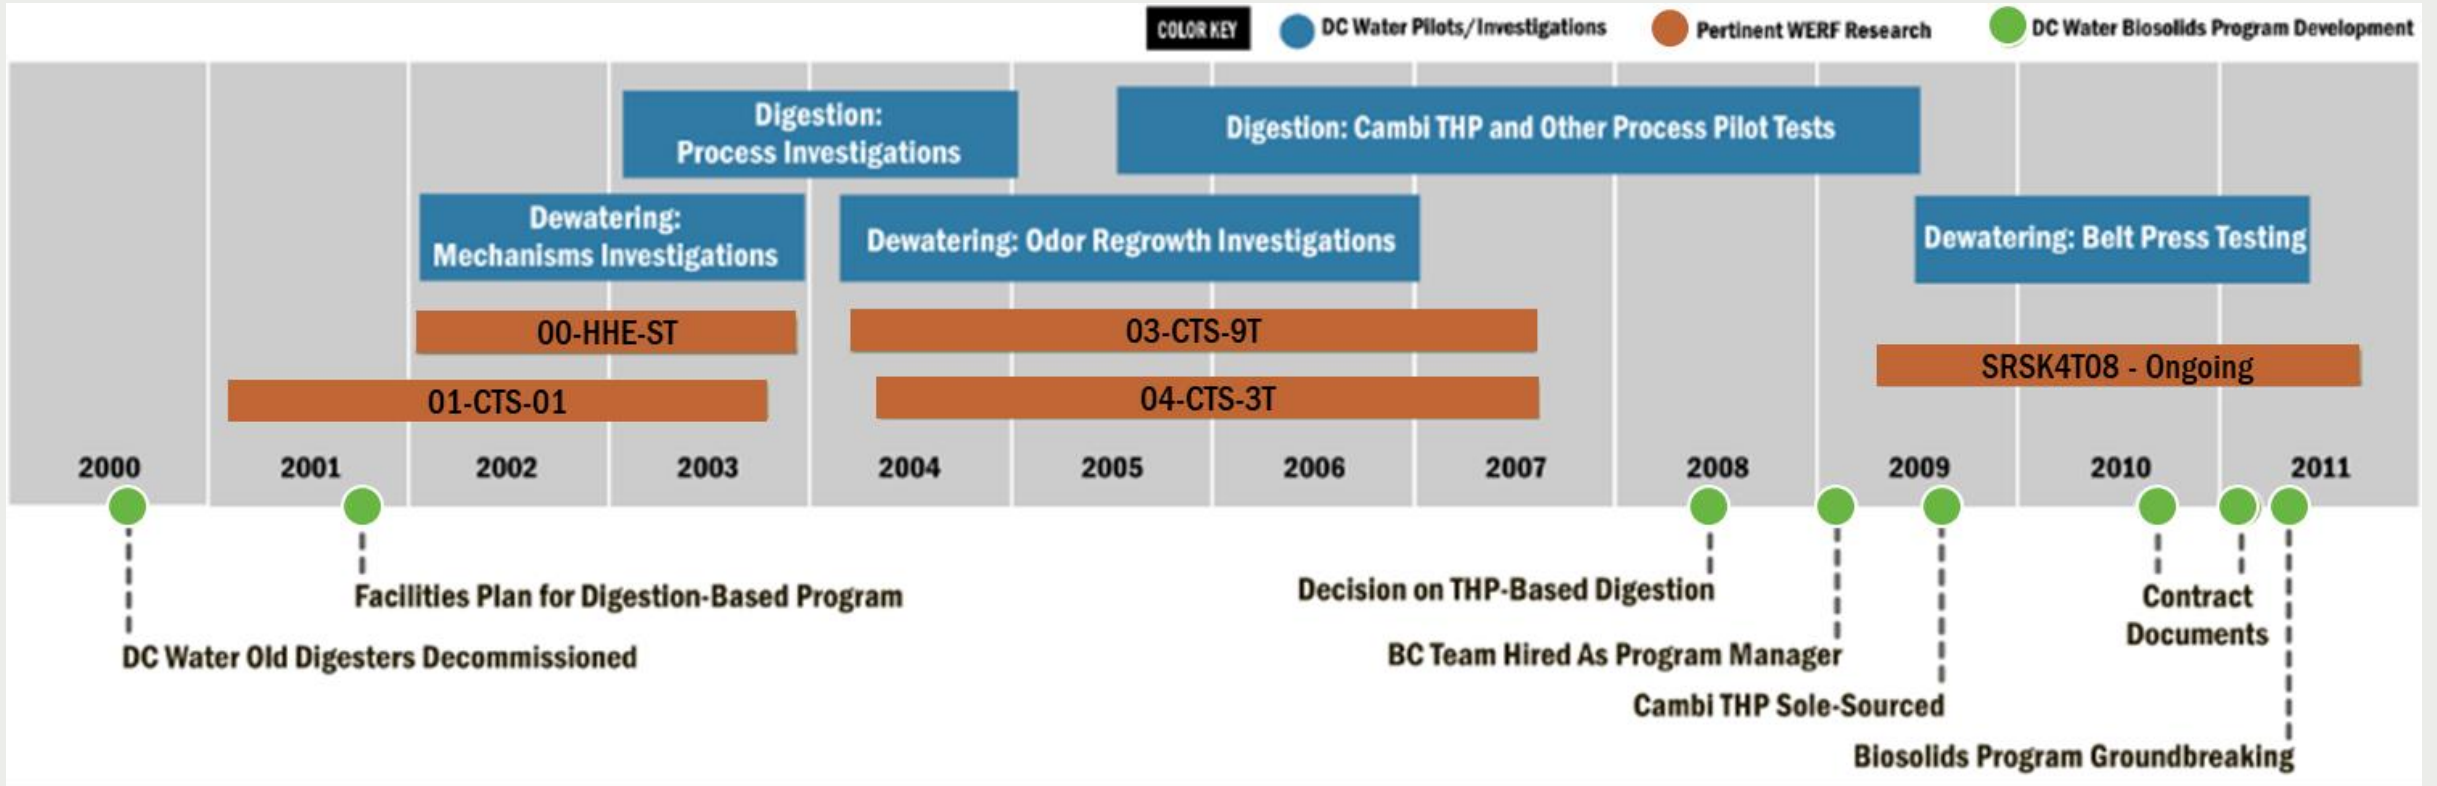 COLOR KEY
DC Water Pilots/Investigations
Pertinent WERF Research
DC Water Biosolids Program Development
Digestion:
Process Investigations
Digestion: Cambi THP and Other Process Pilot Tests
Dewatering:
Mechanisms Investigations
Dewatering: Odor Regrowth Investigations
Dewatering: Belt Press Testing
00-HHE-ST
03-CTS-9T
SRSK4T08 - Ongoing
01-CTS-01
04-CTS-3T
2000
2001
2002
2003
2004
2005
2006
2007
2008
2009
2010
2011
Facilities Plan for Digestion-Based Program
DC Water Old Digesters Decommissioned
Decision on THP-Based Digestion
BC Team Hired As Program Manager
Cambi THP Sole-Sourced
Contract
Documents
Biosolids Program Groundbreaking